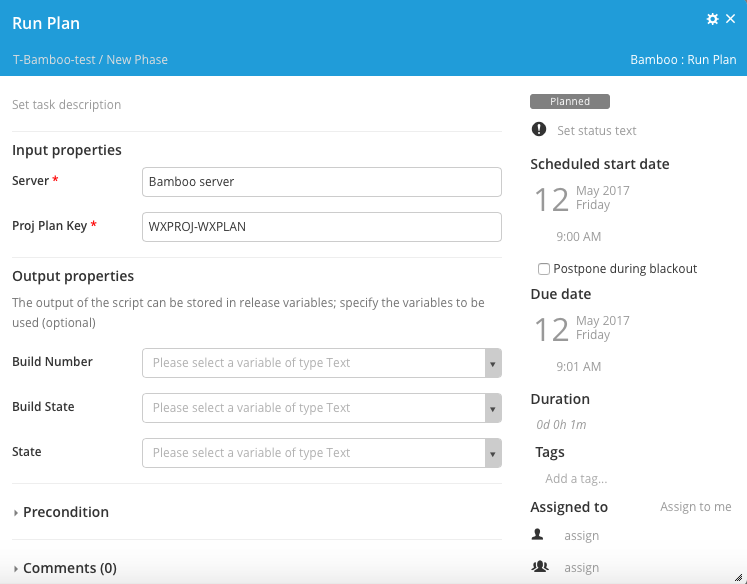 Run Plan
T-Bamboo-test / New Phase
Bamboo : Run Plan
Set task description
Input properties
Server *
Bamboo server
Proj Plan Key *
WXPROJ-WXPLAN
Output properties
The output of the script can be stored in release variables; specify the variables to be
used (optional)
Build Number
Please select a variable of type Text
Build State
Please select a variable of type Text
State
Please select a variable of type Text
Precondition
Comments (0)
Planned
Set status text
Scheduled start date
12
May 2017
Friday
9:00 AM
Postpone during blackout
Due date
12
May 2017
Friday
9:01 AM
Duration
0d 0h 1m
Tags
Add a tag...
Assigned to
Assign to me
assign
assign